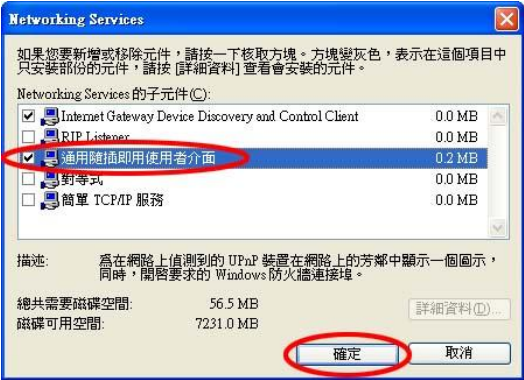 Networking Services
如果您要新增或移除元件，請按一下核取方塊。方塊變灰色，表示在這個項目中
只安裝部份的元件，請按 [詳細資料] 查看會安裝的元件。
Networking Services 的子元件(C):
Internet Gateway Device Discovery and Control Client 0.0 MB
RIP Listener 0.0 MB
通用隨插即用使用者介面 0.2 MB
對等式 0.0 MB
簡單 TCP/IP 服務 0.0 MB
描述: 為在網路上偵測到的 UPnP 裝置在網路上的芳鄰中顯示一個圖示，
同時，開啟要求的 Windows 防火牆連接埠。
總共需要磁碟空間: 56.5 MB
磁碟可用空間: 7231.0 MB
詳細資料(D)...
確定 取消